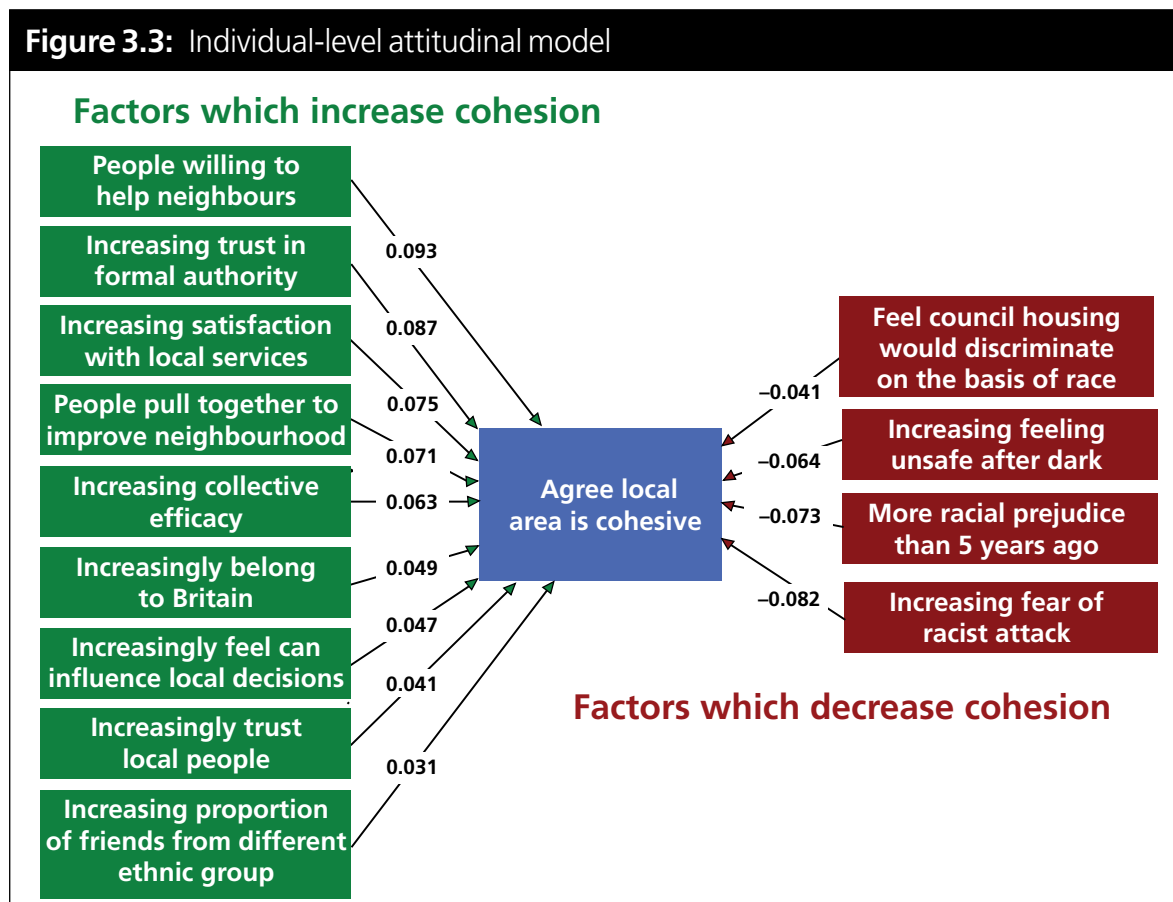 Figure 3.3: Individual-level attitudinal model
Factors which increase cohesion
People willing to
help neighbours
Increasing trust in
formal authority
Increasing satisfaction
with local services
People pull together to
improve neighbourhood
Increasing collective
efficacy
Increasingly belong
to Britain
Increasingly feel can
influence local decisions
Increasingly trust
local people
Increasing proportion
of friends from different
ethnic group
0.093
0.087
0.075
0.071
0.063
0.049
0.047
0.041
0.031
Agree local
area is cohesive
–0.041
–0.064
–0.073
–0.082
Feel council housing
would discriminate
on the basis of race
Increasing feeling
unsafe after dark
More racial prejudice
than 5 years ago
Increasing fear of
racist attack
Factors which decrease cohesion